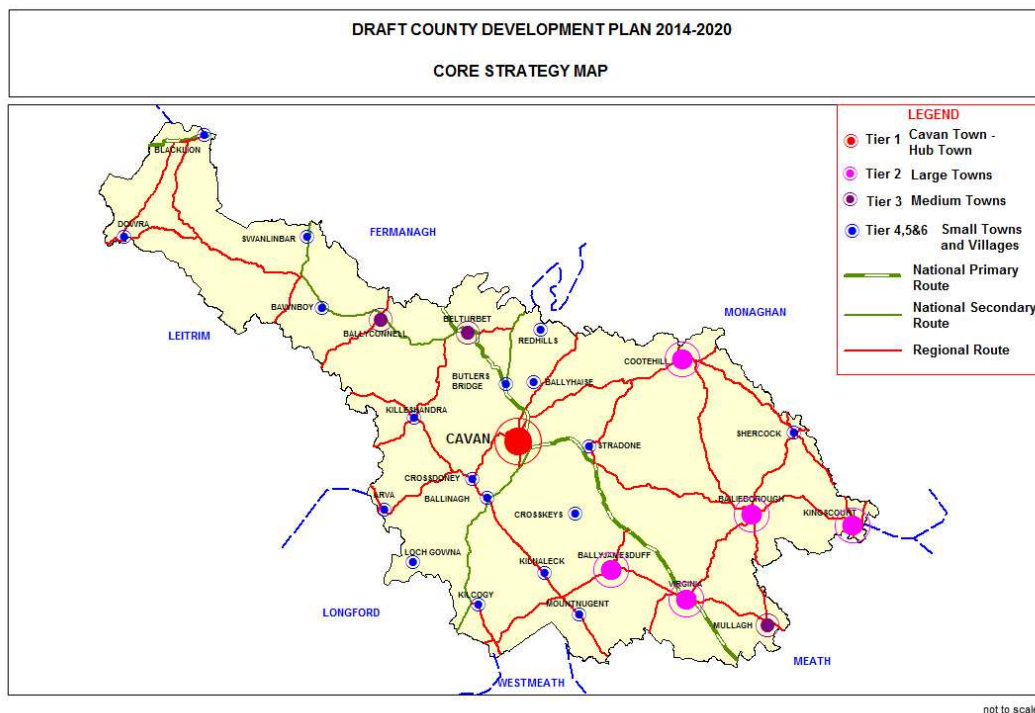 DRAFT COUNTY DEVELOPMENT PLAN 2014-2020
CORE STRATEGY MAP
LEGEND
Tier 1 Cavan Town -
Hub Town
Tier 2 Large Towns
Tier 3 Medium Towns
Tier 4,5&6 Small Towns
and Villages
National Primary
Route
National Secondary
Route
Regional Route
BLACKLION
DOWRA
SWANLINBAR
FERMANAGH
BAWNBOY
BALLYCONNELL
BELTURBET
REDHILLS
MONAGHAN
LEITRIM
COOTEHILL
BUTLERS
BRIDGE
BALLYHAISE
KILLESHANDRA
CAVAN
STRADONE
SHERCOCK
CROSSDONEY
BALLINAGH
ARVA
CROSSKEYS
BAILIEBOROUGH
KINGSCOURT
LOCH GOWNA
KILNALECK
BALLYJAMESDUFF
VIRGINIA
KILCOGY
MOUNTNUGENT
MULLAGH
LONGFORD
MEATH
WESTMEATH
not to scale